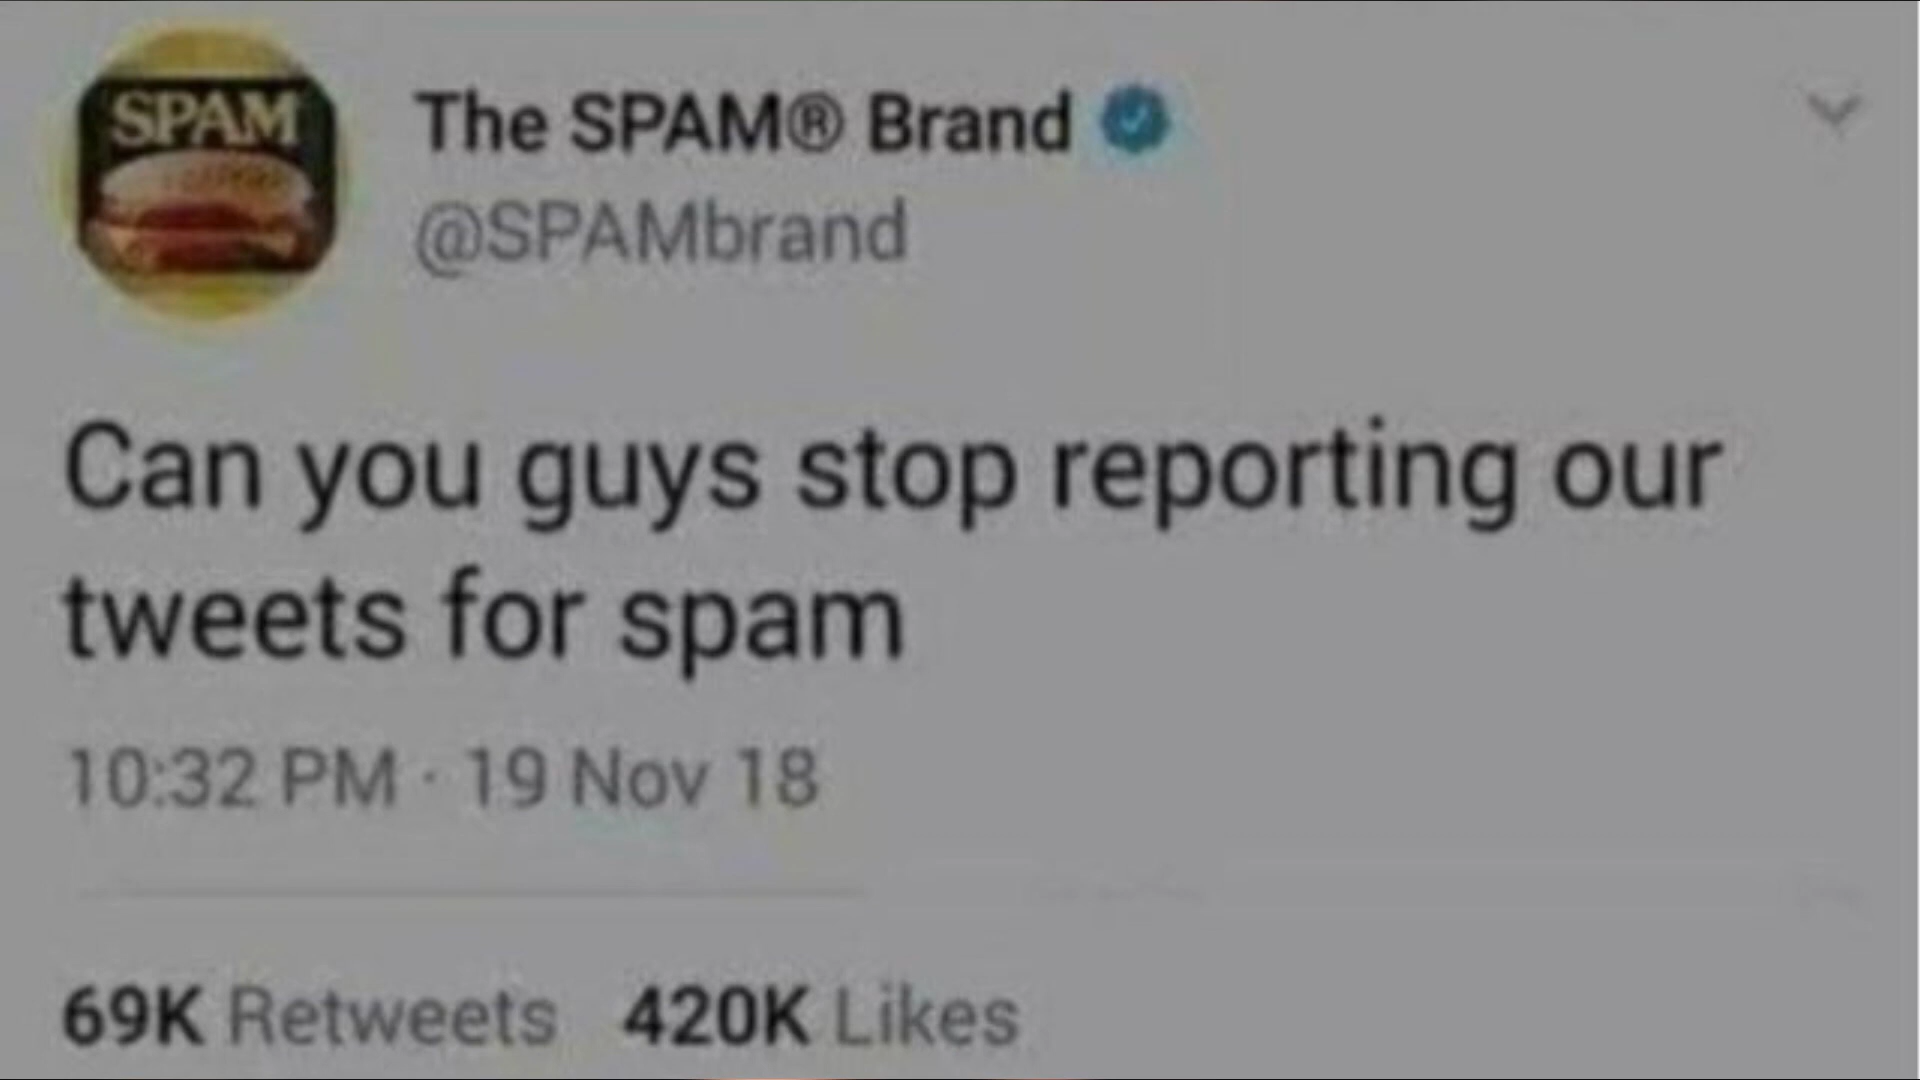 SPAM
The SPAM® Brand
@SPAMbrand
Can you guys stop reporting our
tweets for spam
10:32 PM · 19 Nov 18
69K Retweets 420K Likes